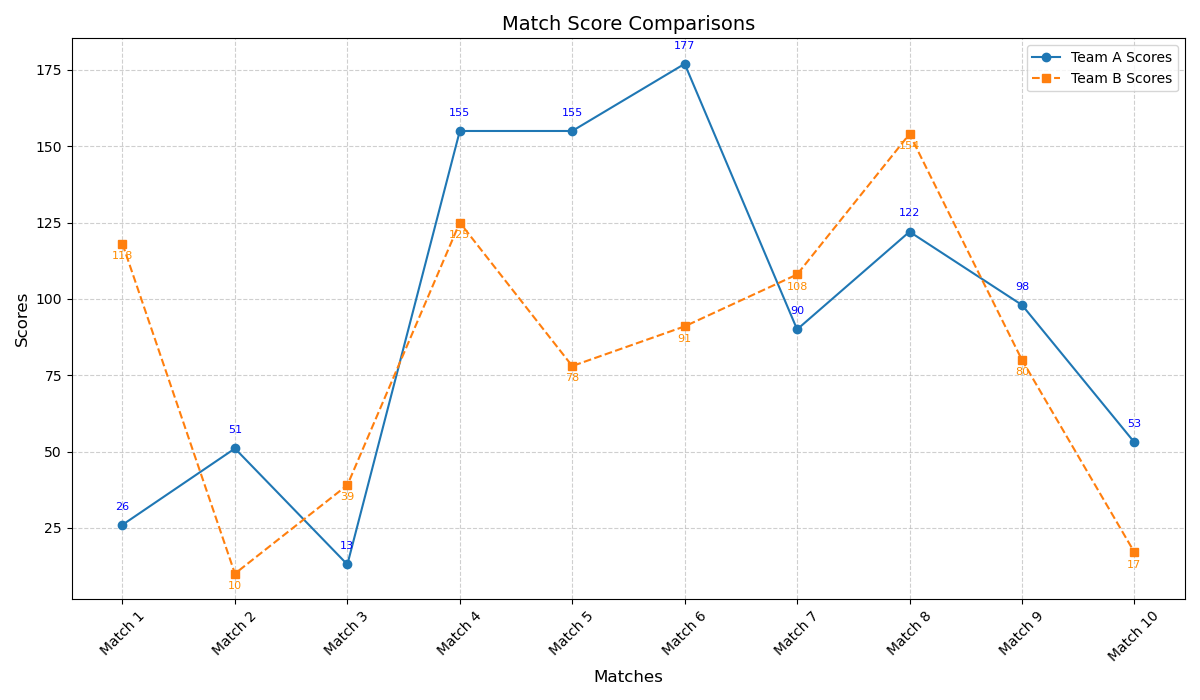 Match Score Comparisons
Team A Scores
Team B Scores
Scores
175
150
125
100
75
50
25
26
51
13
155
155
177
90
122
98
53
118
10
39
125
78
91
108
154
80
17
Match 1
Match 2
Match 3
Match 4
Match 5
Match 6
Match 7
Match 8
Match 9
Match 10
Matches